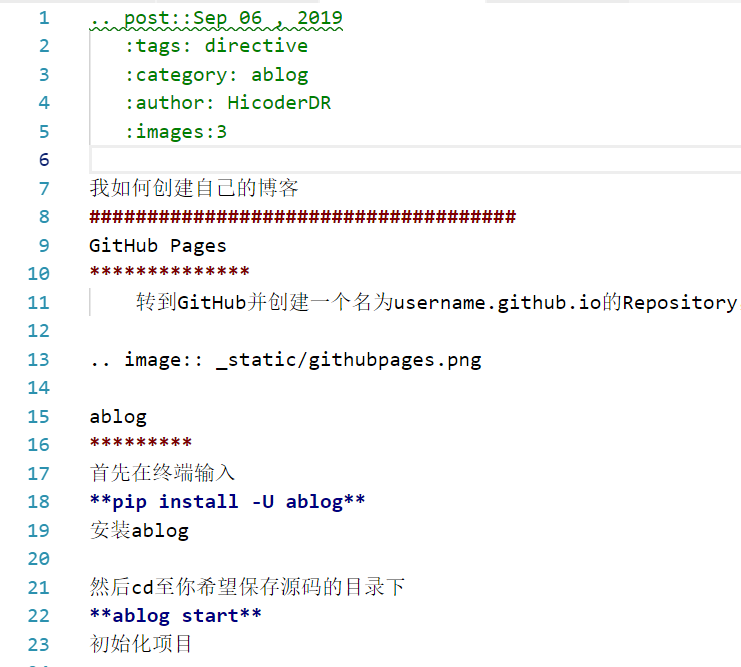 1 .. post::Sep 06 , 2019
2 :tags: directive
3 :category: ablog
4 :author: HicoderDR
5 :images:3
6
7 我如何创建自己的博客
8 #####################################
9 GitHub Pages
10 **************
11 转到GitHub并创建一个名为username.github.io的Repository
12
13 .. image:: _static/githubpages.png
14
15 ablog
16 *********
17 首先在终端输入
18 **pip install -U ablog**
19 安装ablog
20
21 然后cd至你希望保存源码的目录下
22 **ablog start**
23 初始化项目